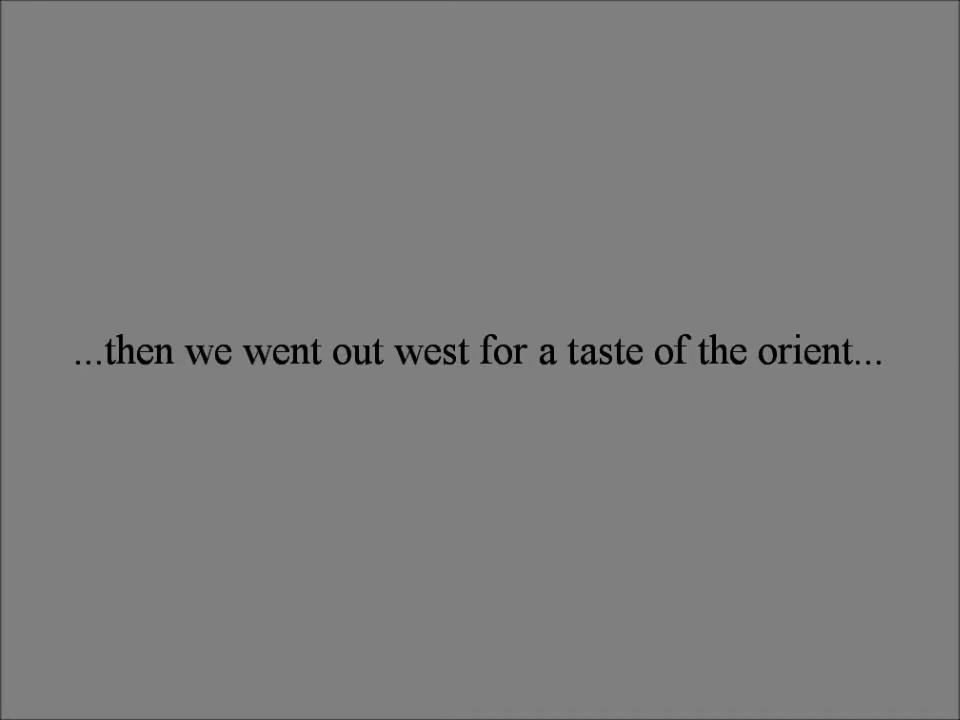 ...then we went out west for a taste of the orient...